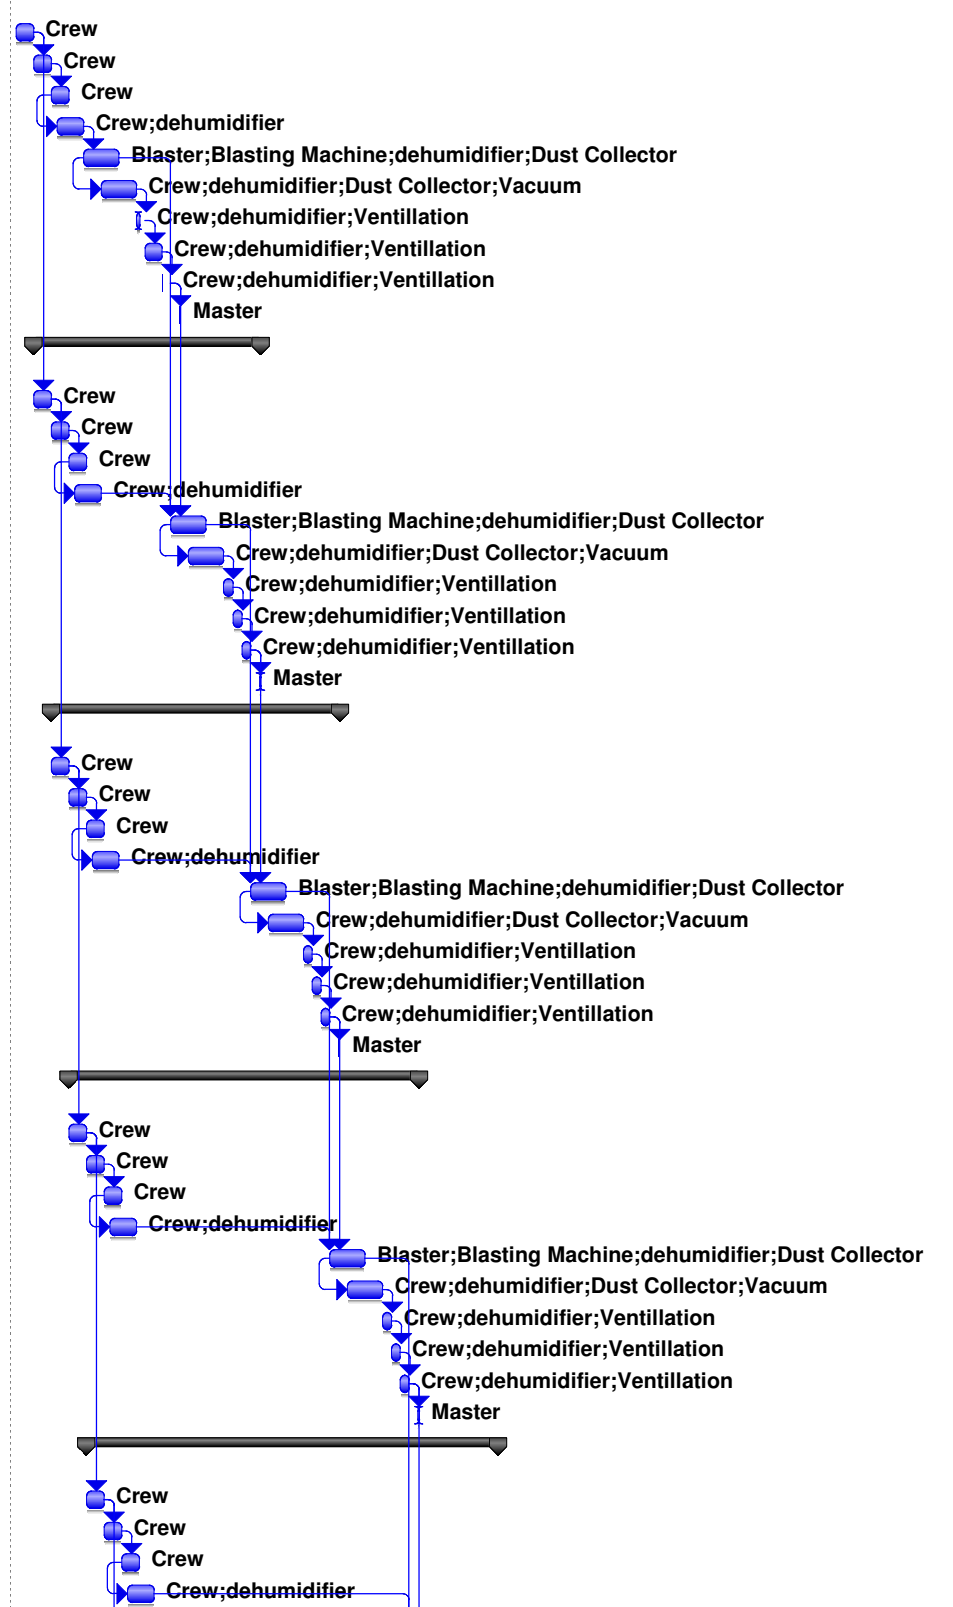 Crew
Crew
Crew
Crew;dehumidifier
Blaster;Blasting Machine;dehumidifier;Dust Collector
Crew;dehumidifier;Dust Collector;Vacuum
Crew;dehumidifier;Ventillation
Crew;dehumidifier;Ventillation
Crew;dehumidifier;Ventillation
Master
Crew
Crew
Crew
Crew;dehumidifier
Blaster;Blasting Machine;dehumidifier;Dust Collector
Crew;dehumidifier;Dust Collector;Vacuum
Crew;dehumidifier;Ventillation
Crew;dehumidifier;Ventillation
Crew;dehumidifier;Ventillation
Master
Crew
Crew
Crew
Crew;dehumidifier
Blaster;Blasting Machine;dehumidifier;Dust Collector
Crew;dehumidifier;Dust Collector;Vacuum
Crew;dehumidifier;Ventillation
Crew;dehumidifier;Ventillation
Crew;dehumidifier;Ventillation
Master
Crew
Crew
Crew
Crew;dehumidifier
Blaster;Blasting Machine;dehumidifier;Dust Collector
Crew;dehumidifier;Dust Collector;Vacuum
Crew;dehumidifier;Ventillation
Crew;dehumidifier;Ventillation
Crew;dehumidifier;Ventillation
Master
Crew
Crew
Crew
Crew;dehumidifier